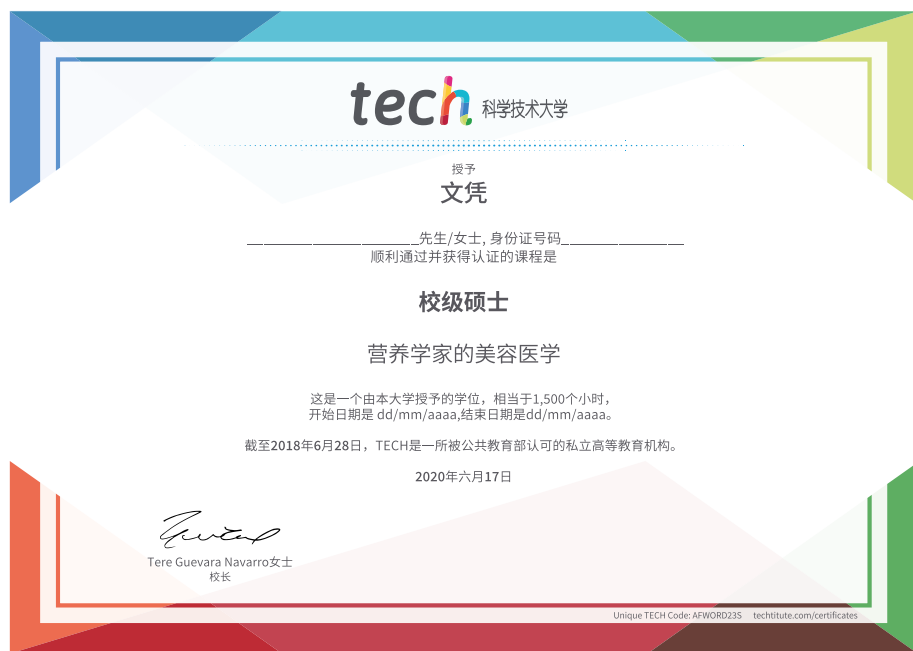 tech 科学技术大学
授予
文凭
_____________________先生/女士, 身份证号码_______________
顺利通过并获得认证的课程是
校级硕士
营养学家的美容医学
这是一个由本大学授予的学位，相当于1,500个小时，
开始日期是 dd/mm/aaaa,结束日期是dd/mm/aaaa。
截至2018年6月28日，TECH是一所被公共教育部认可的私立高等教育机构。
2020年六月17日
Tere Guevara Navarro女士
校长
Unique TECH Code: AFWORD23S techtitute.com/certificates